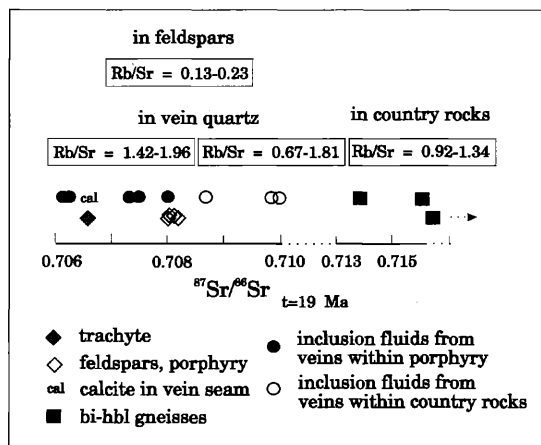 in feldspars
Rb/Sr = 0.13-0.23
in vein quartz
in country rocks
Rb/Sr = 1.42-1.96
Rb/Sr = 0.67-1.81
Rb/Sr = 0.92-1.34
cal
0.706
0.708
0.710
0.713
0.715
87Sr/86Sr t=19 Ma
trachyte
feldspars, porphyry
cal calcite in vein seam
bi-hbl gneisses
inclusion fluids from
veins within porphyry
inclusion fluids from
veins within country rocks